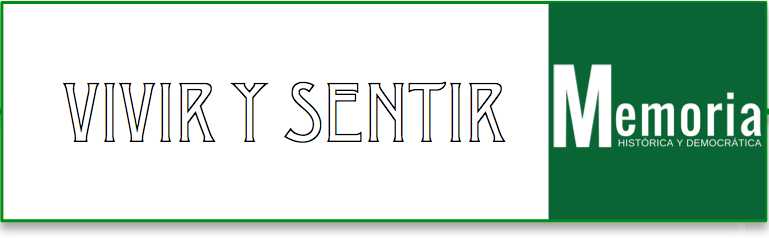 VIVIR Y SENTIR
Memoria
HISTÓRICA Y DEMOCRÁTICA